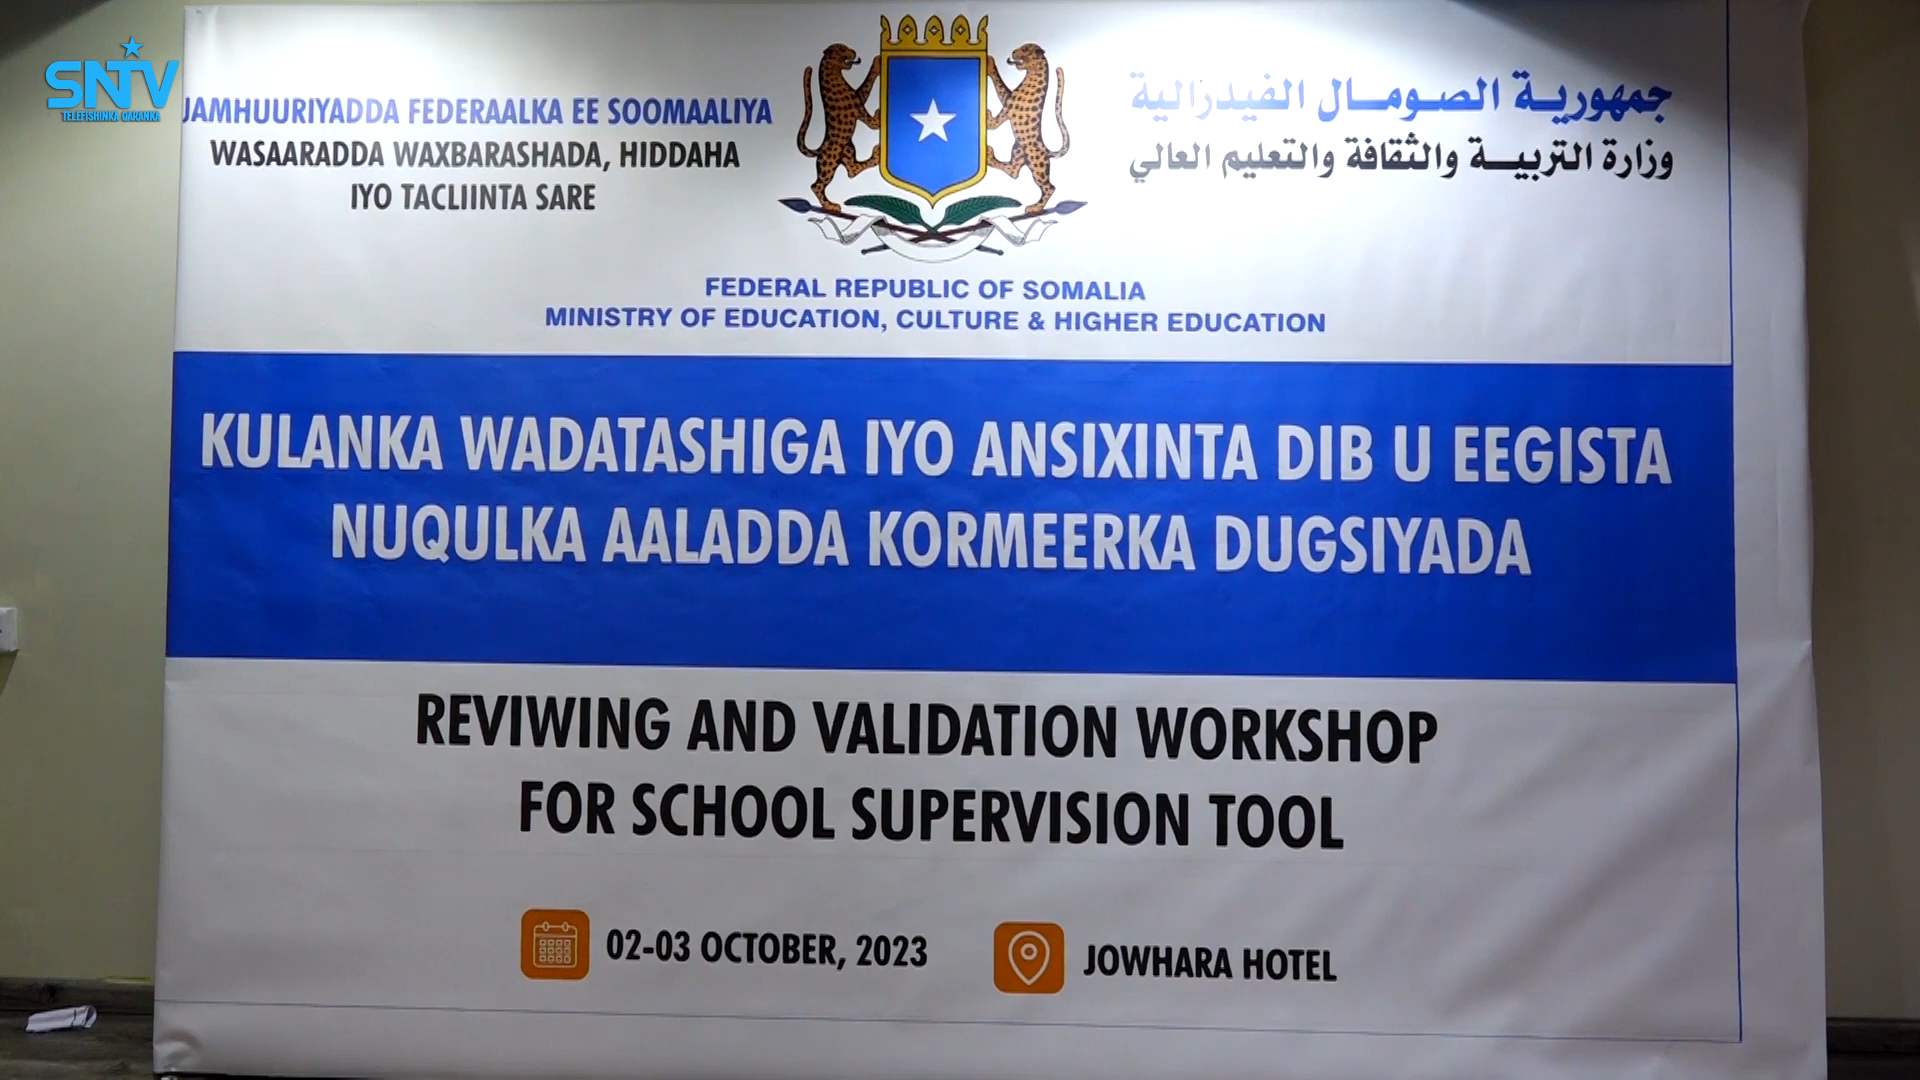 SNTV
TELEFISHINKA QARANKA
JAMHUURIYADDA FEDERAALKA EE SOOMAALIYA
WASAARADDA WAXBARASHADA, HIDDAHA
IYO TACLIINTA SARE
جمهورية الصومال الفيدرالية
وزارة التربية والثقافة والتعليم العالي
FEDERAL REPUBLIC OF SOMALIA
MINISTRY OF EDUCATION, CULTURE & HIGHER EDUCATION
KULANKA WADATASHIGA IYO ANSIXINTA DIB U EEGISTA
NUQULKA AALADDA KORMEERKA DUGSIYADA
REVIWING AND VALIDATION WORKSHOP
FOR SCHOOL SUPERVISION TOOL
02-03 OCTOBER, 2023
JOWHARA HOTEL